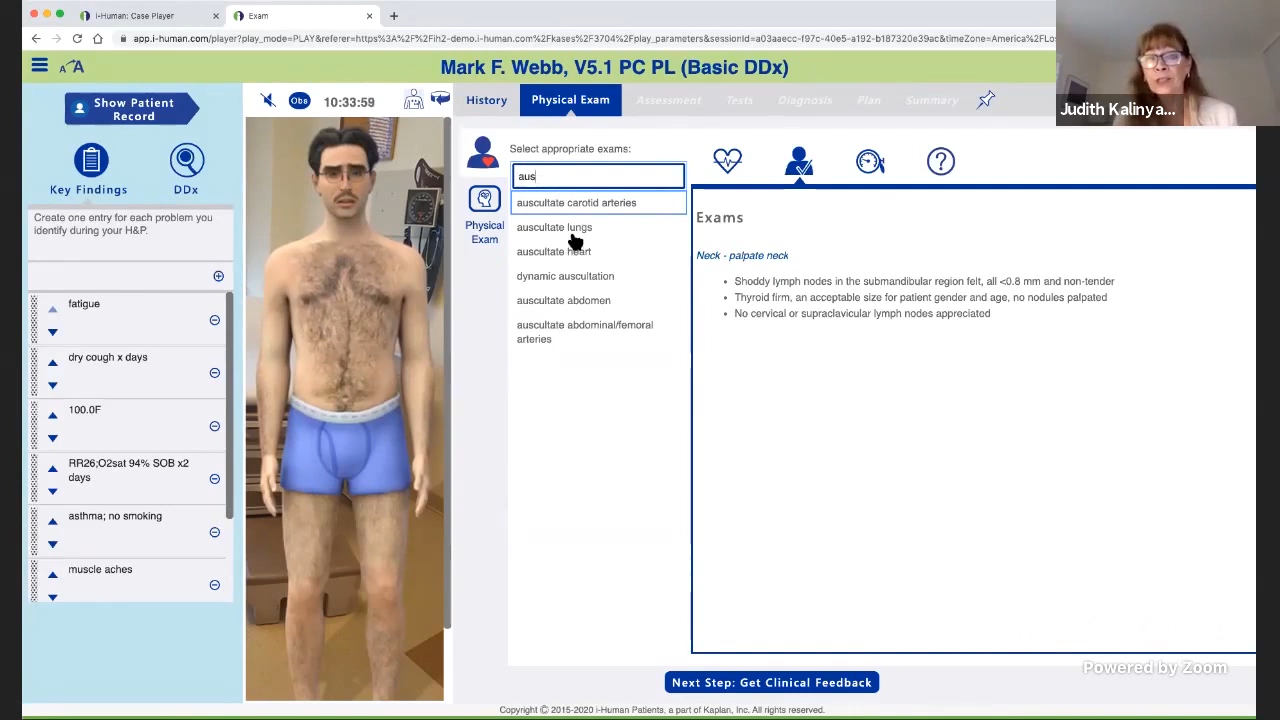 i-Human: Case Player
Exam
app.i-human.com/player?play_mode=PLAY&referer=https%3A%2F%2Fih2-demo.i-human.com%2Fkases%2F3704%2Fplay_parameters&sessionId=a03aaecc-f97c-40e5-a192-b187320e39ac&timeZone=America%2FLos
AA
Mark F. Webb, V5.1 PC PL (Basic DDx)
Judith Kalinya...
Show Patient
Record
Key Findings
DDx
Create one entry for each problem you
identify during your H&P.
fatigue
dry cough x days
100.0F
RR26;O2sat 94% SOB x2
days
asthma; no smoking
muscle aches
Obs
10:33:59
History
Physical Exam
Assessment
Tests
Diagnosis
Plan
Summary
Physical
Exam
Select appropriate exams:
aus
auscultate carotid arteries
auscultate lungs
auscultate heart
dynamic auscultation
auscultate abdomen
auscultate abdominal/femoral
arteries
?
Exams
Neck - palpate neck
• Shoddy lymph nodes in the submandibular region felt, all <0.8 mm and non-tender
• Thyroid firm, an acceptable size for patient gender and age, no nodules palpated
• No cervical or supraclavicular lymph nodes appreciated
Powered by Zoom
Next Step: Get Clinical Feedback
Copyright © 2015-2020 i-Human Patients, a part of Kaplan, Inc. All rights reserved.